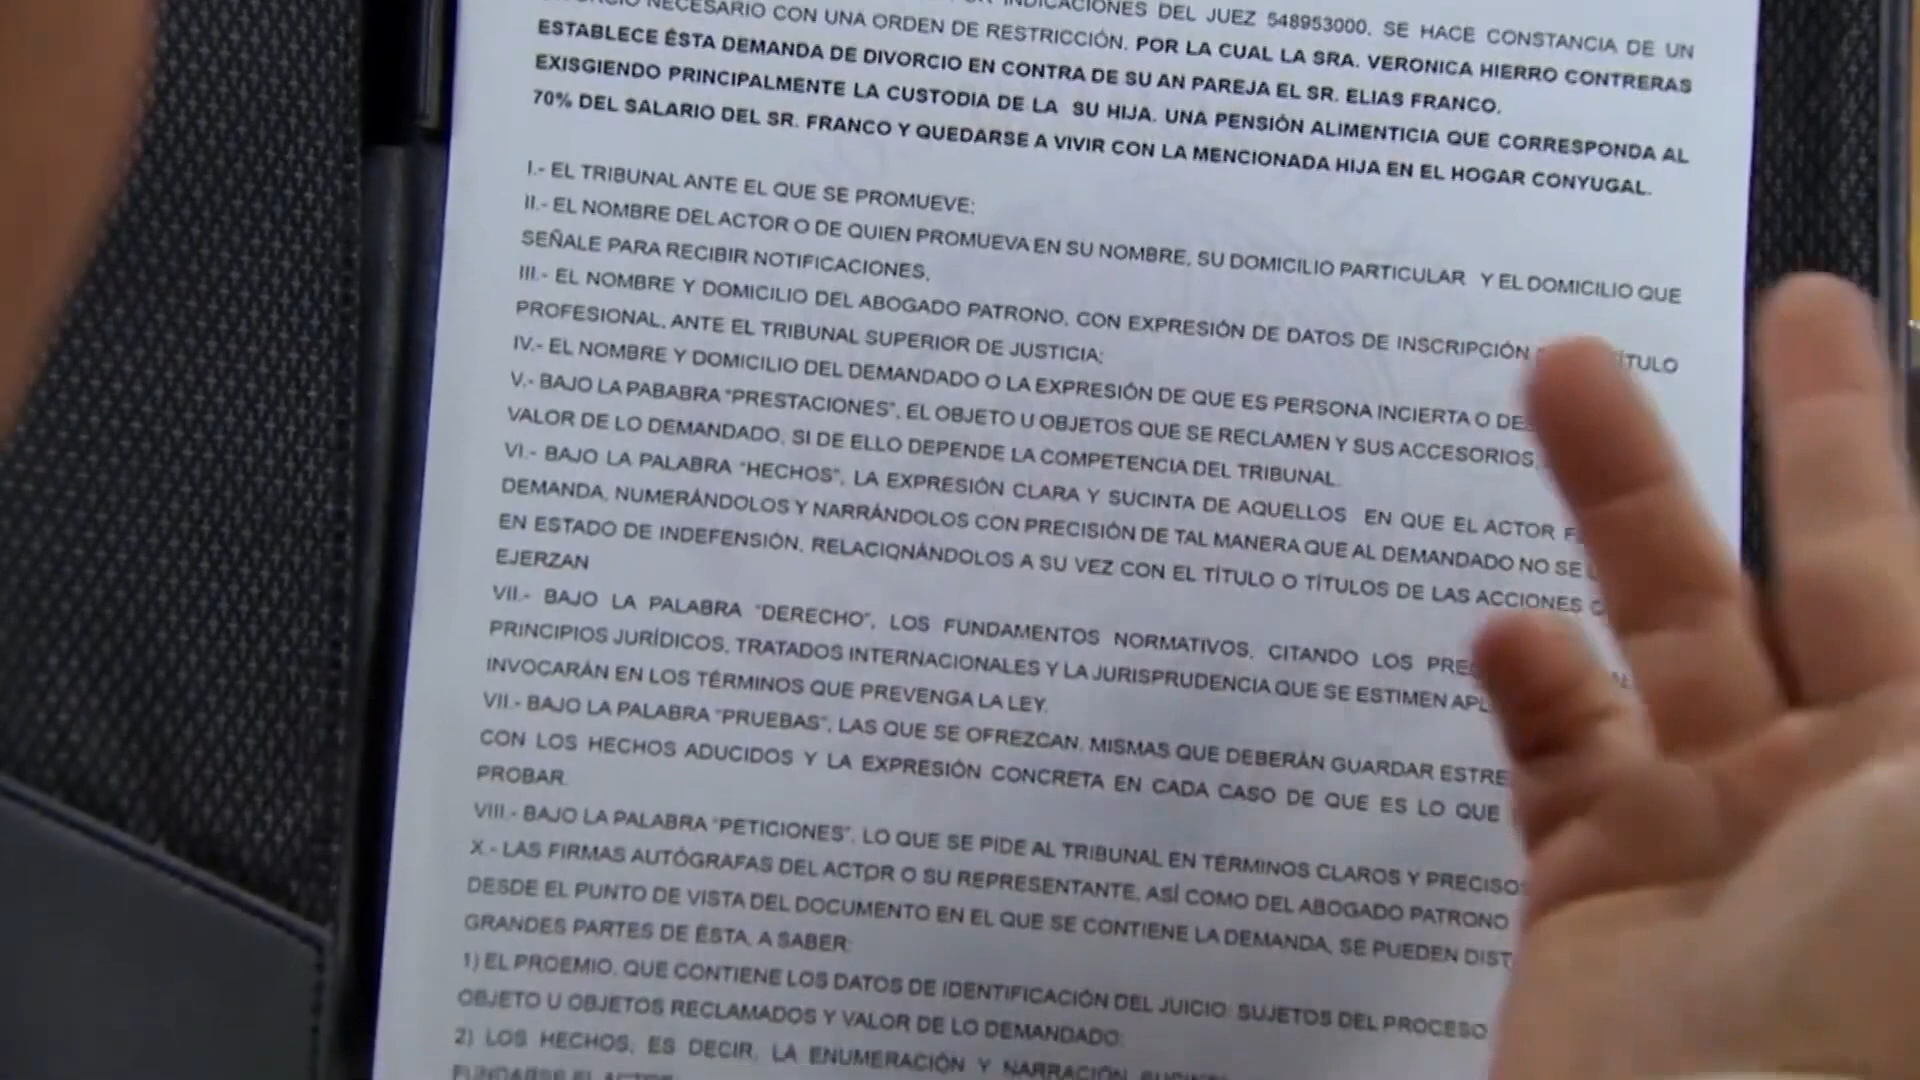 INDICACIONES DEL JUEZ 548953000, SE HACE CONSTANCIA DE UN
NECESARIO CON UNA ORDEN DE RESTRICCIÓN, POR LA CUAL LA SRA. VERONICA HIERRO CONTRERAS
ESTABLECE ÉSTA DEMANDA DE DIVORCIO EN CONTRA DE SU AN PAREJA EL SR. ELIAS FRANCO.
EXISGIENDO PRINCIPALMENTE LA CUSTODIA DE LA SU HIJA. UNA PENSIÓN ALIMENTICIA QUE CORRESPONDA AL
70% DEL SALARIO DEL SR. FRANCO Y QUEDARSE A VIVIR CON LA MENCIONADA HIJA EN EL HOGAR CONYUGAL.
I.- EL TRIBUNAL ANTE EL QUE SE PROMUEVE;
II.- EL NOMBRE DEL ACTOR O DE QUIEN PROMUEVA EN SU NOMBRE, SU DOMICILIO PARTICULAR Y EL DOMICILIO QUE
SEÑALE PARA RECIBIR NOTIFICACIONES,
III.- EL NOMBRE Y DOMICILIO DEL ABOGADO PATRONO, CON EXPRESIÓN DE DATOS DE INSCRIPCIÓN
PROFESIONAL, ANTE EL TRIBUNAL SUPERIOR DE JUSTICIA;
IV.- EL NOMBRE Y DOMICILIO DEL DEMANDADO O LA EXPRESIÓN DE QUE ES PERSONA INCIERTA O
V.- BAJO LA PABABRA "PRESTACIONES", EL OBJETO U OBJETOS QUE SE RECLAMEN Y SUS ACCESORIOS,
VALOR DE LO DEMANDADO, SI DE ELLO DEPENDE LA COMPETENCIA DEL TRIBUNAL.
VI.- BAJO LA PALABRA "HECHOS", LA EXPRESIÓN CLARA Y SUCINTA DE AQUELLOS EN QUE EL ACTOR
DEMANDA, NUMERÁNDOLOS Y NARRÁNDOLOS CON PRECISIÓN DE TAL MANERA QUE AL DEMANDADO NO SE
EN ESTADO DE INDEFENSIÓN, RELACIONÁNDOLOS A SU VEZ CON EL TÍTULO O TÍTULOS DE LAS ACCIONES
EJERZAN
VII.- BAJO LA PALABRA "DERECHO", LOS FUNDAMENTOS NORMATIVOS, CITANDO LOS
PRINCIPIOS JURÍDICOS, TRATADOS INTERNACIONALES Y LA JURISPRUDENCIA QUE SE ESTIMEN
INVOCARÁN EN LOS TÉRMINOS QUE PREVENGA LA LEY.
VII.- BAJO LA PALABRA "PRUEBAS", LAS QUE SE OFREZCAN, MISMAS QUE DEBERÁN GUARDAR
CON LOS HECHOS ADUCIDOS Y LA EXPRESIÓN CONCRETA EN CADA CASO DE QUE ES LO QUE
PROBAR.
VIII.- BAJO LA PALABRA "PETICIONES", LO QUE SE PIDE AL TRIBUNAL EN TÉRMINOS CLAROS Y
X.- LAS FIRMAS AUTÓGRAFAS DEL ACTOR O SU REPRESENTANTE, ASÍ COMO DEL ABOGADO PATRONO
DESDE EL PUNTO DE VISTA DEL DOCUMENTO EN EL QUE SE CONTIENE LA DEMANDA, SE PUEDEN
GRANDES PARTES DE ÉSTA, A SABER:
1) EL PROEMIO, QUE CONTIENE LOS DATOS DE IDENTIFICACIÓN DEL JUICIO: SUJETOS DEL PROCESO
OBJETO U OBJETOS RECLAMADOS Y VALOR DE LO DEMANDADO;
2) LOS HECHOS, ES DECIR, LA ENUMERACIÓN Y NARRACIÓN